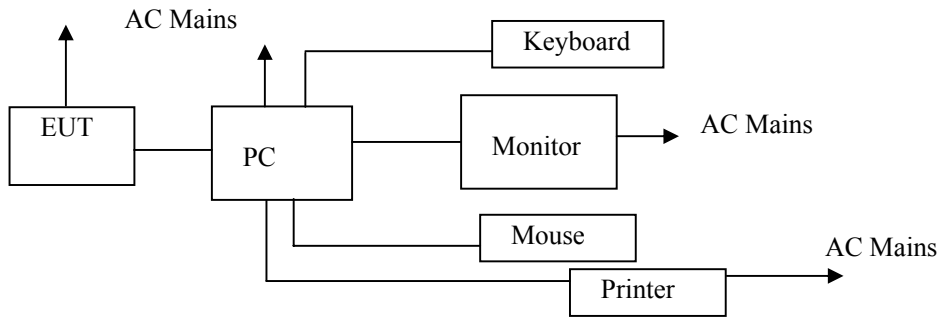 AC Mains
Keyboard
EUT
PC
Monitor
AC Mains
Mouse
AC Mains
Printer